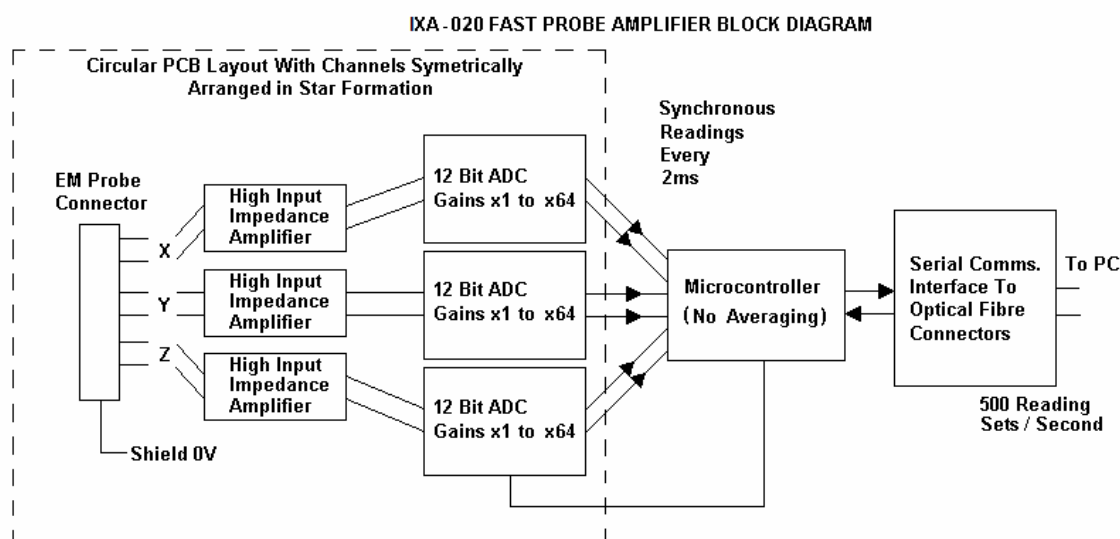 IXA-020 FAST PROBE AMPLIFIER BLOCK DIAGRAM
Circular PCB Layout With Channels Symetrically
Arranged in Star Formation
EM Probe
Connector
X
Y
Z
Shield 0V
High Input
Impedance
Amplifier
High Input
Impedance
Amplifier
High Input
Impedance
Amplifier
12 Bit ADC
Gains x1 to x64
12 Bit ADC
Gains x1 to x64
12 Bit ADC
Gains x1 to x64
Synchronous
Readings
Every
2ms
Microcontroller
(No Averaging)
Serial Comms.
Interface To
Optical Fibre
Connectors
To PC
500 Reading
Sets / Second